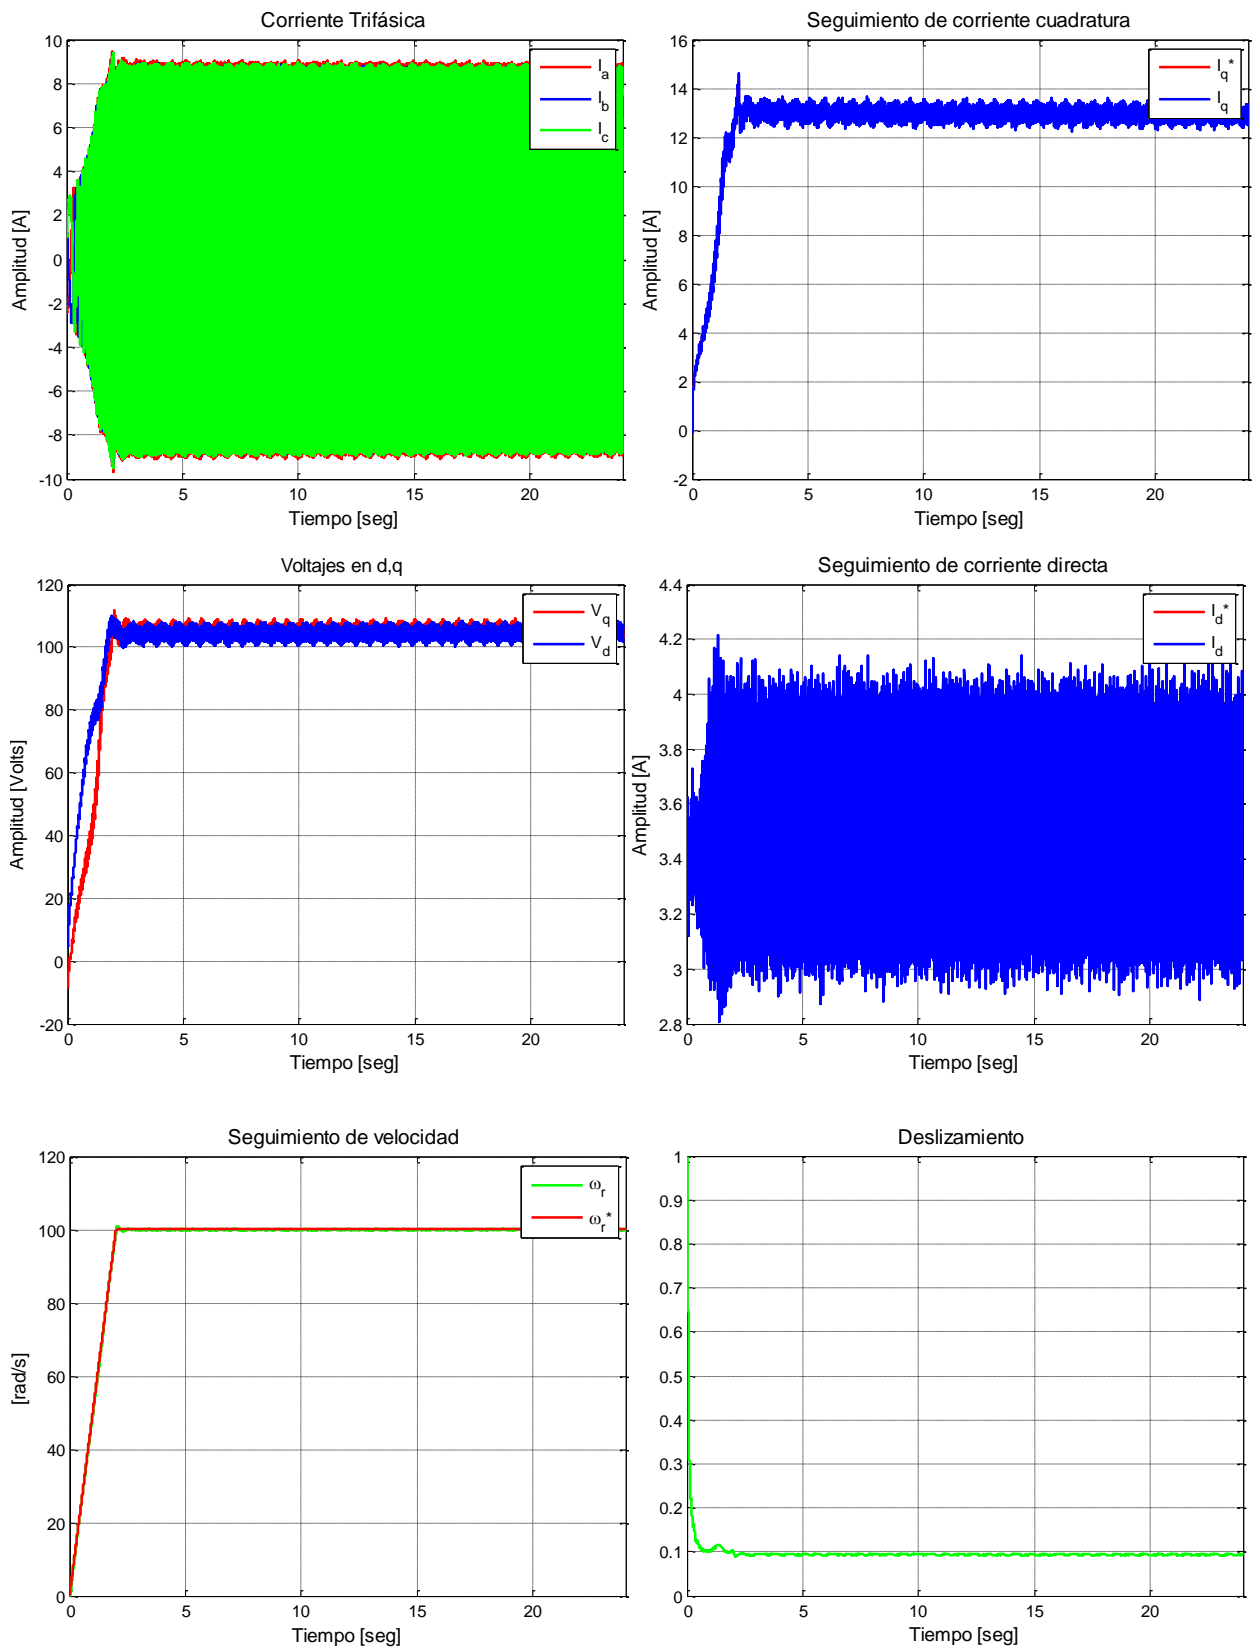 Corriente Trifásica
10
8
6
4
2
0
-2
-4
-6
-8
-10
Amplitud [A]
I_a
I_b
I_c
0 5 10 15 20
Tiempo [seg]
Seguimiento de corriente cuadratura
16
14
12
10
8
6
4
2
0
-2
Amplitud [A]
I_q*
I_q
0 5 10 15 20
Tiempo [seg]
Voltajes en d,q
120
100
80
60
40
20
0
-20
Amplitud [Volts]
V_q
V_d
0 5 10 15 20
Tiempo [seg]
Seguimiento de corriente directa
4.4
4.2
4
3.8
3.6
3.4
3.2
3
2.8
Amplitud [A]
I_d*
I_d
0 5 10 15 20
Tiempo [seg]
Seguimiento de velocidad
120
100
80
60
40
20
0
[rad/s]
ω_r
ω_r*
0 5 10 15 20
Tiempo [seg]
Deslizamiento
1
0.9
0.8
0.7
0.6
0.5
0.4
0.3
0.2
0.1
0
0 5 10 15 20
Tiempo [seg]